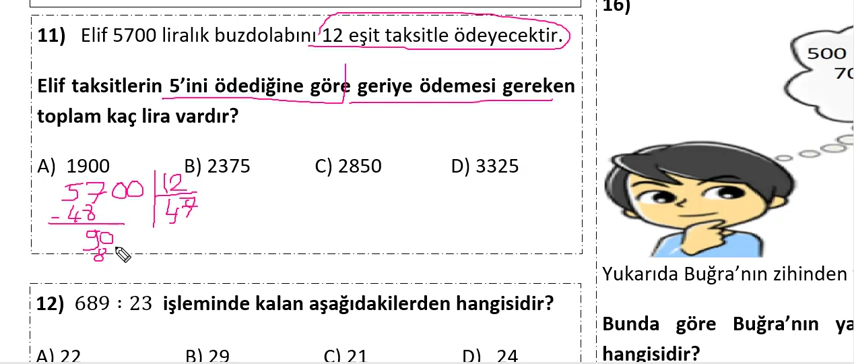 16)
11) Elif 5700 liralık buzdolabını 12 eşit taksitle ödeyecektir.
Elif taksitlerin 5’ini ödediğine göre geriye ödemesi gereken
toplam kaç lira vardır?
A) 1900 B) 2375 C) 2850 D) 3325
5700 12
- 48 47
90
8
500
70
Yukarıda Buğra’nın zihinden
Bunda göre Buğra’nın ya
hangisidir?
12) 689 : 23 işleminde kalan aşağıdakilerden hangisidir?
A) 22 B) 29 C) 21 D) 24